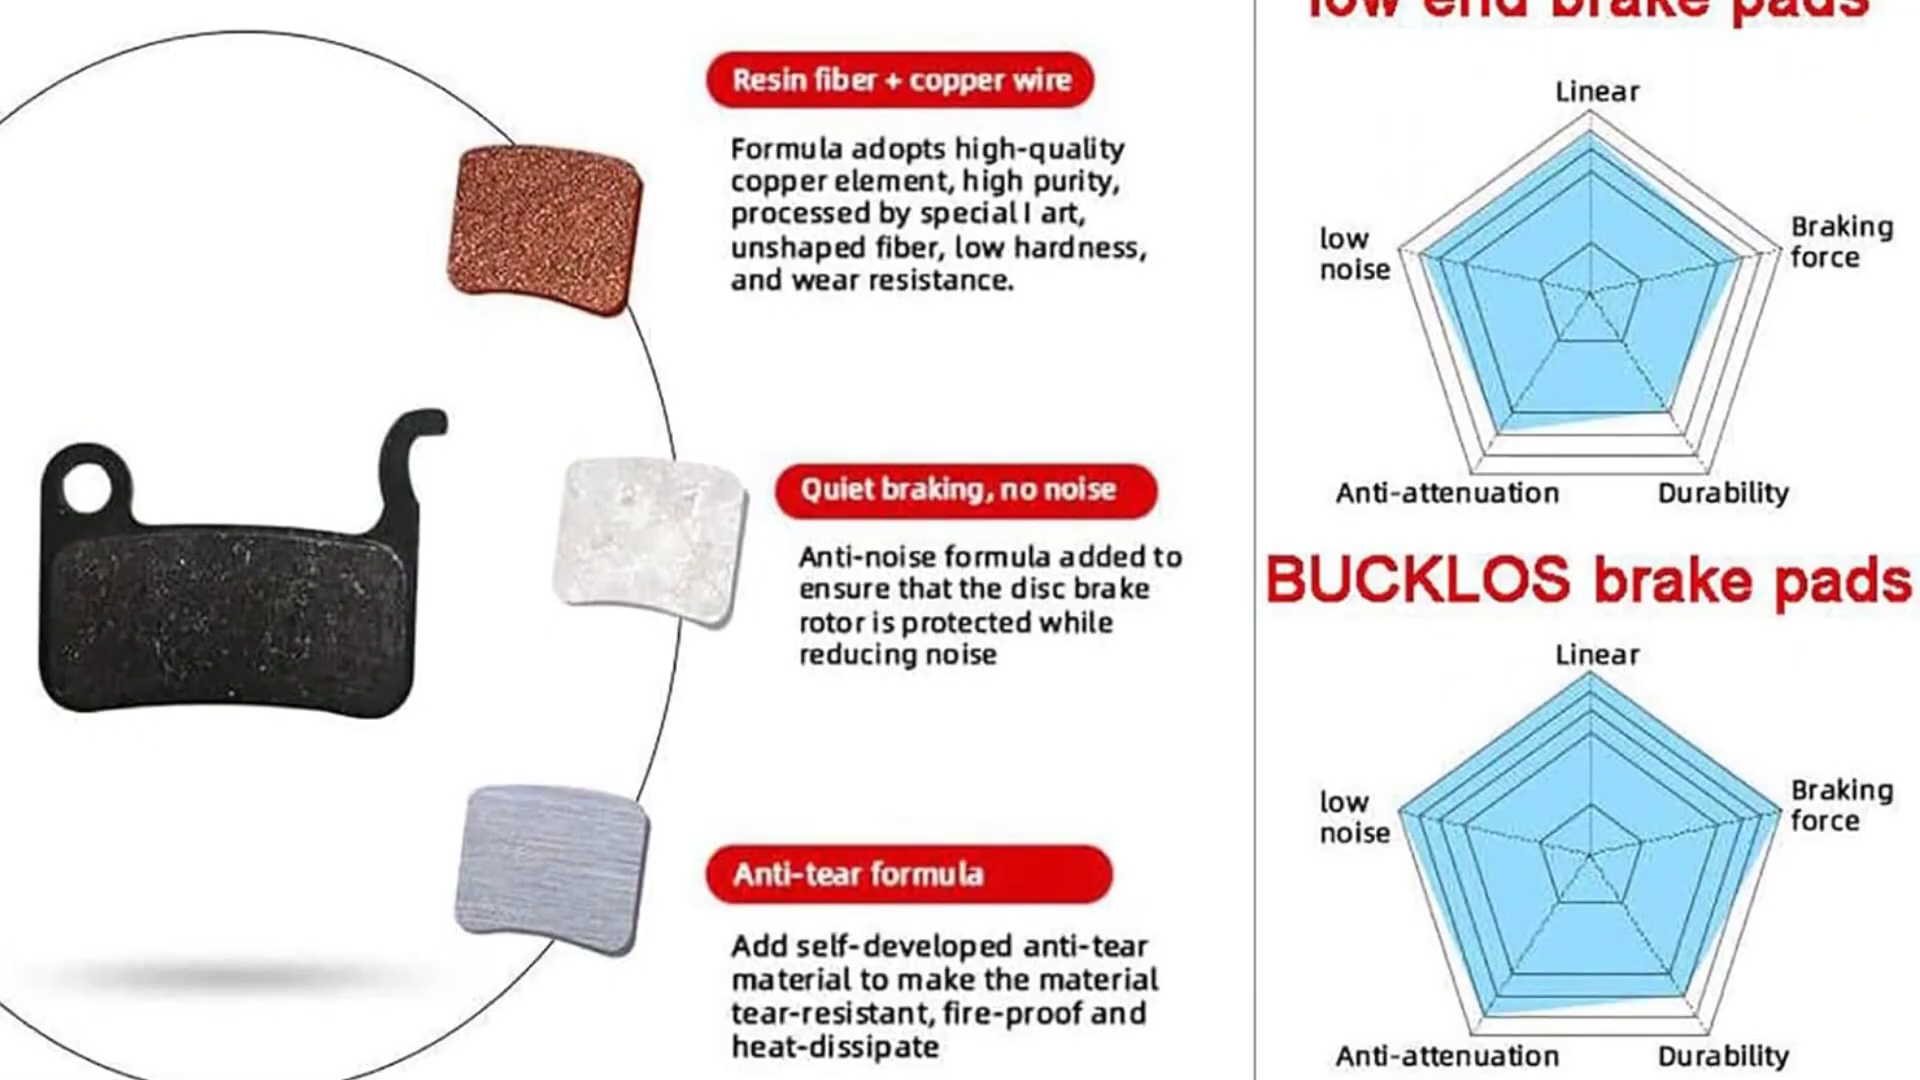 Resin fiber + copper wire
Formula adopts high-quality
copper element, high purity,
processed by special I art,
unshaped fiber, low hardness,
and wear resistance.
Quiet braking, no noise
Anti-noise formula added to
ensure that the disc brake
rotor is protected while
reducing noise
Anti-tear formula
Add self-developed anti-tear
material to make the material
tear-resistant, fire-proof and
heat-dissipate
low end brake pads
Linear
Braking
force
low
noise
Anti-attenuation
Durability
BUCKLOS brake pads
Linear
Braking
force
low
noise
Anti-attenuation
Durability